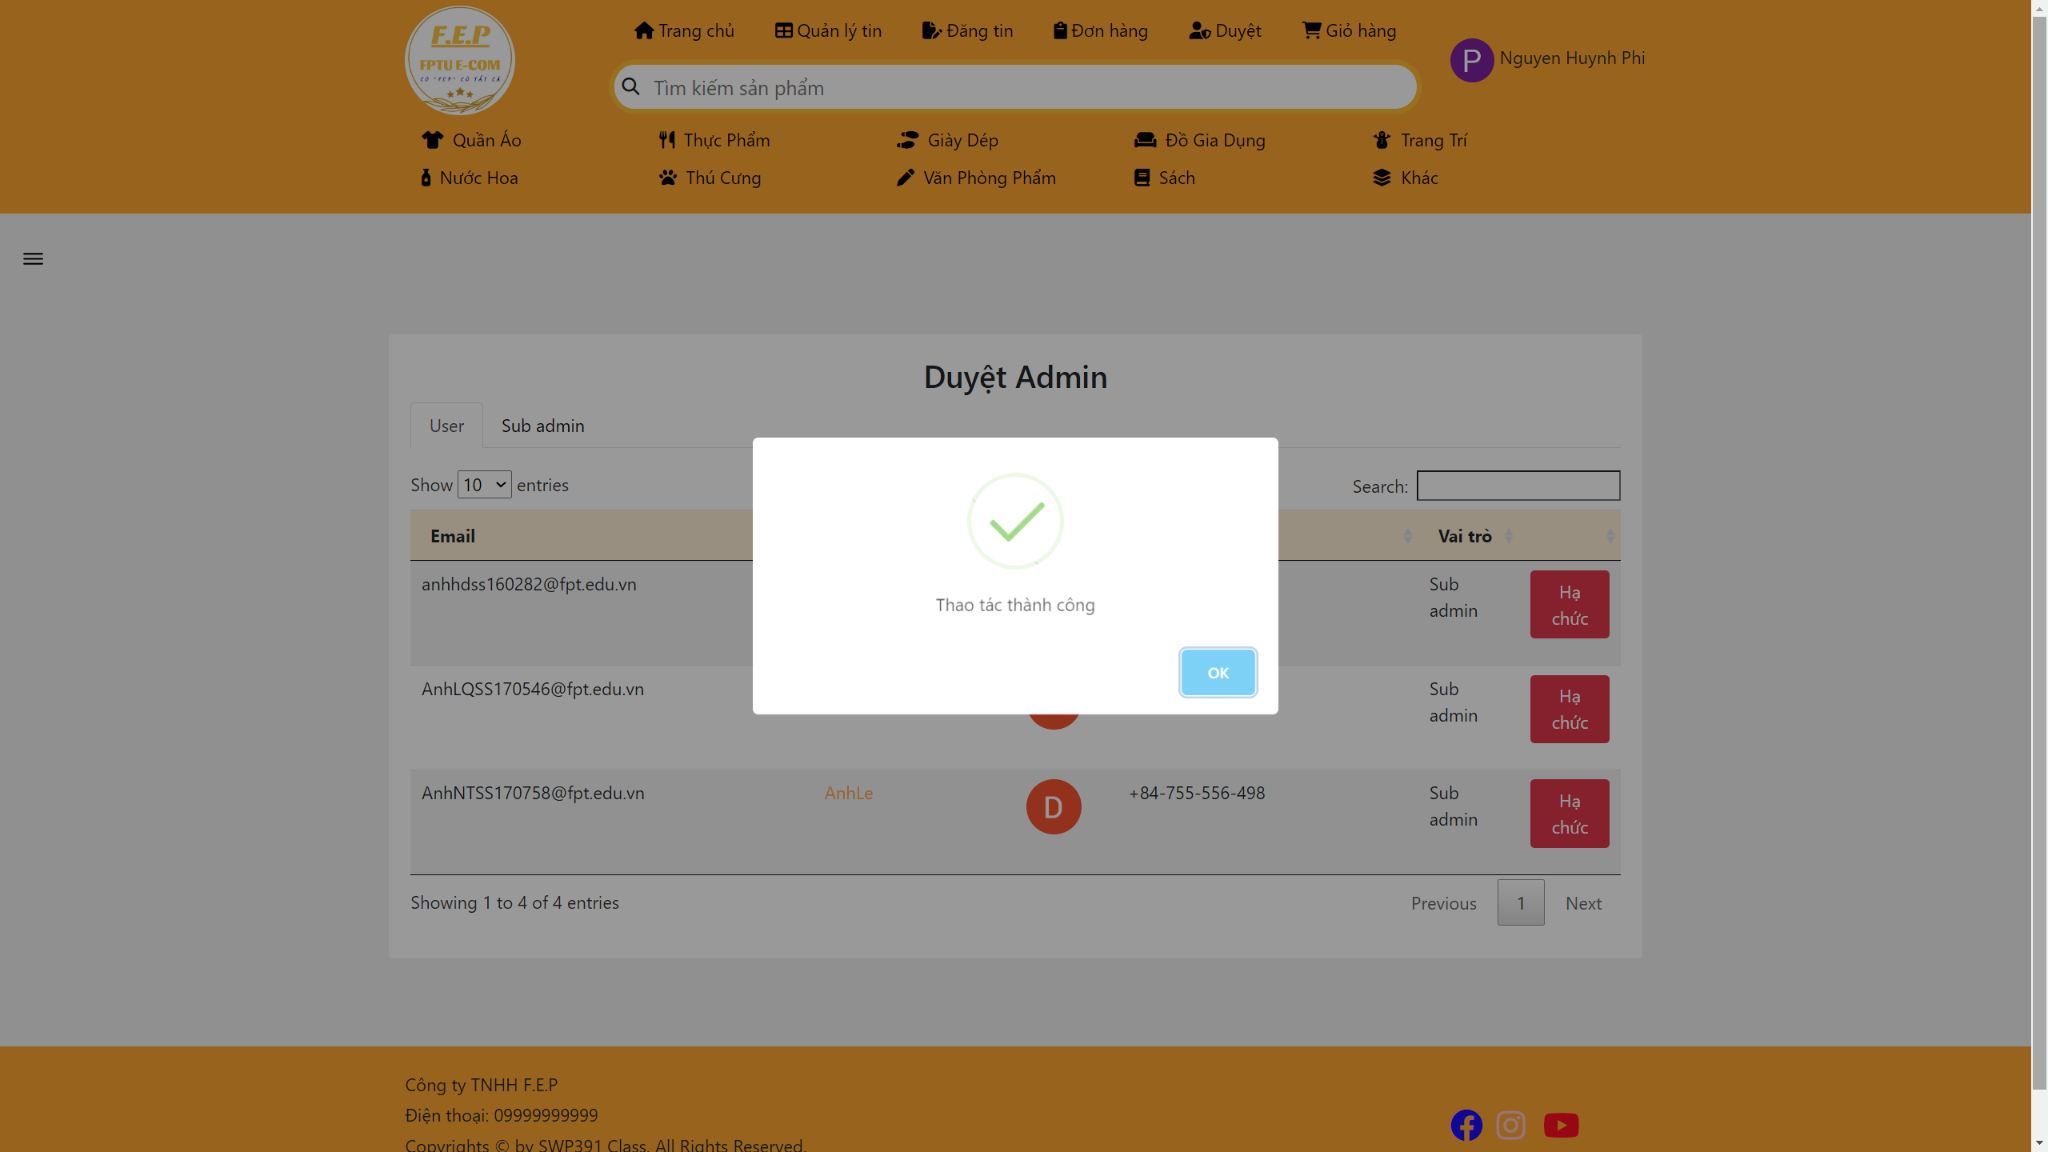 F.E.P
FPTU E-COM
Trang chủ
Quản lý tin
Đăng tin
Đơn hàng
Duyệt
Giỏ hàng
Tìm kiếm sản phẩm
P
Nguyen Huynh Phi
Quần Áo
Thực Phẩm
Giày Dép
Đồ Gia Dụng
Trang Trí
Nước Hoa
Thú Cưng
Văn Phòng Phẩm
Sách
Khác
Duyệt Admin
User
Sub admin
Show 10 entries
Search:
Email
Vai trò
anhhdss160282@fpt.edu.vn
Sub admin
Hạ chức
AnhLQSS170546@fpt.edu.vn
Sub admin
Hạ chức
AnhNTSS170758@fpt.edu.vn
AnhLe
D
+84-755-556-498
Sub admin
Hạ chức
Thao tác thành công
OK
Showing 1 to 4 of 4 entries
Previous
1
Next
Công ty TNHH F.E.P
Điện thoại: 09999999999
Copyrights © by SWP391 Class. All Rights Reserved.